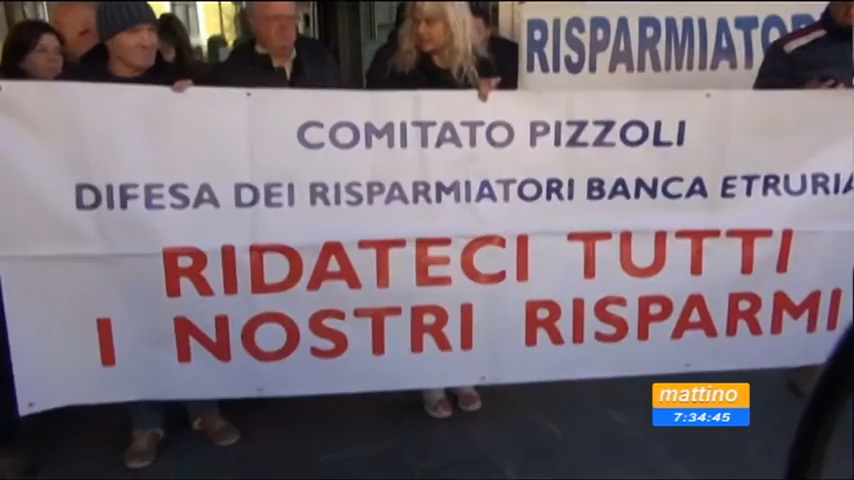 RISPARMIATOR
COMITATO PIZZOLI
DIFESA DEI RISPARMIATORI BANCA ETRURIA
RIDATECI TUTTI
I NOSTRI RISPARMI
mattino
7:34:45